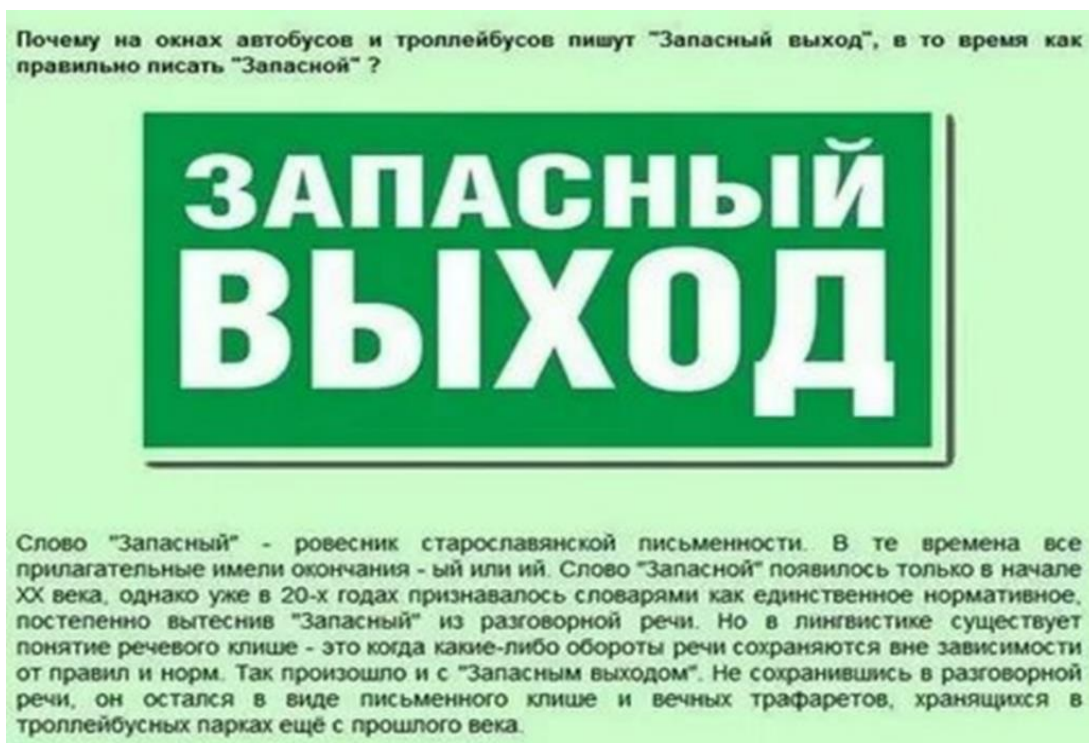 Почему на окнах автобусов и троллейбусов пишут "Запасный выход", в то время как
правильно писать "Запасной" ?
ЗАПАСНЫЙ
ВЫХОД
Слово "Запасный" - ровесник старославянской письменности. В те времена все
прилагательные имели окончания - ый или ий. Слово "Запасной" появилось только в начале
XX века, однако уже в 20-х годах признавалось словарями как единственное нормативное,
постепенно вытеснив "Запасный" из разговорной речи. Но в лингвистике существует
понятие речевого клише - это когда какие-либо обороты речи сохраняются вне зависимости
от правил и норм. Так произошло и с "Запасным выходом". Не сохранившись в разговорной
речи, он остался в виде письменного клише и вечных трафаретов, хранящихся в
троллейбусных парках ещё с прошлого века.